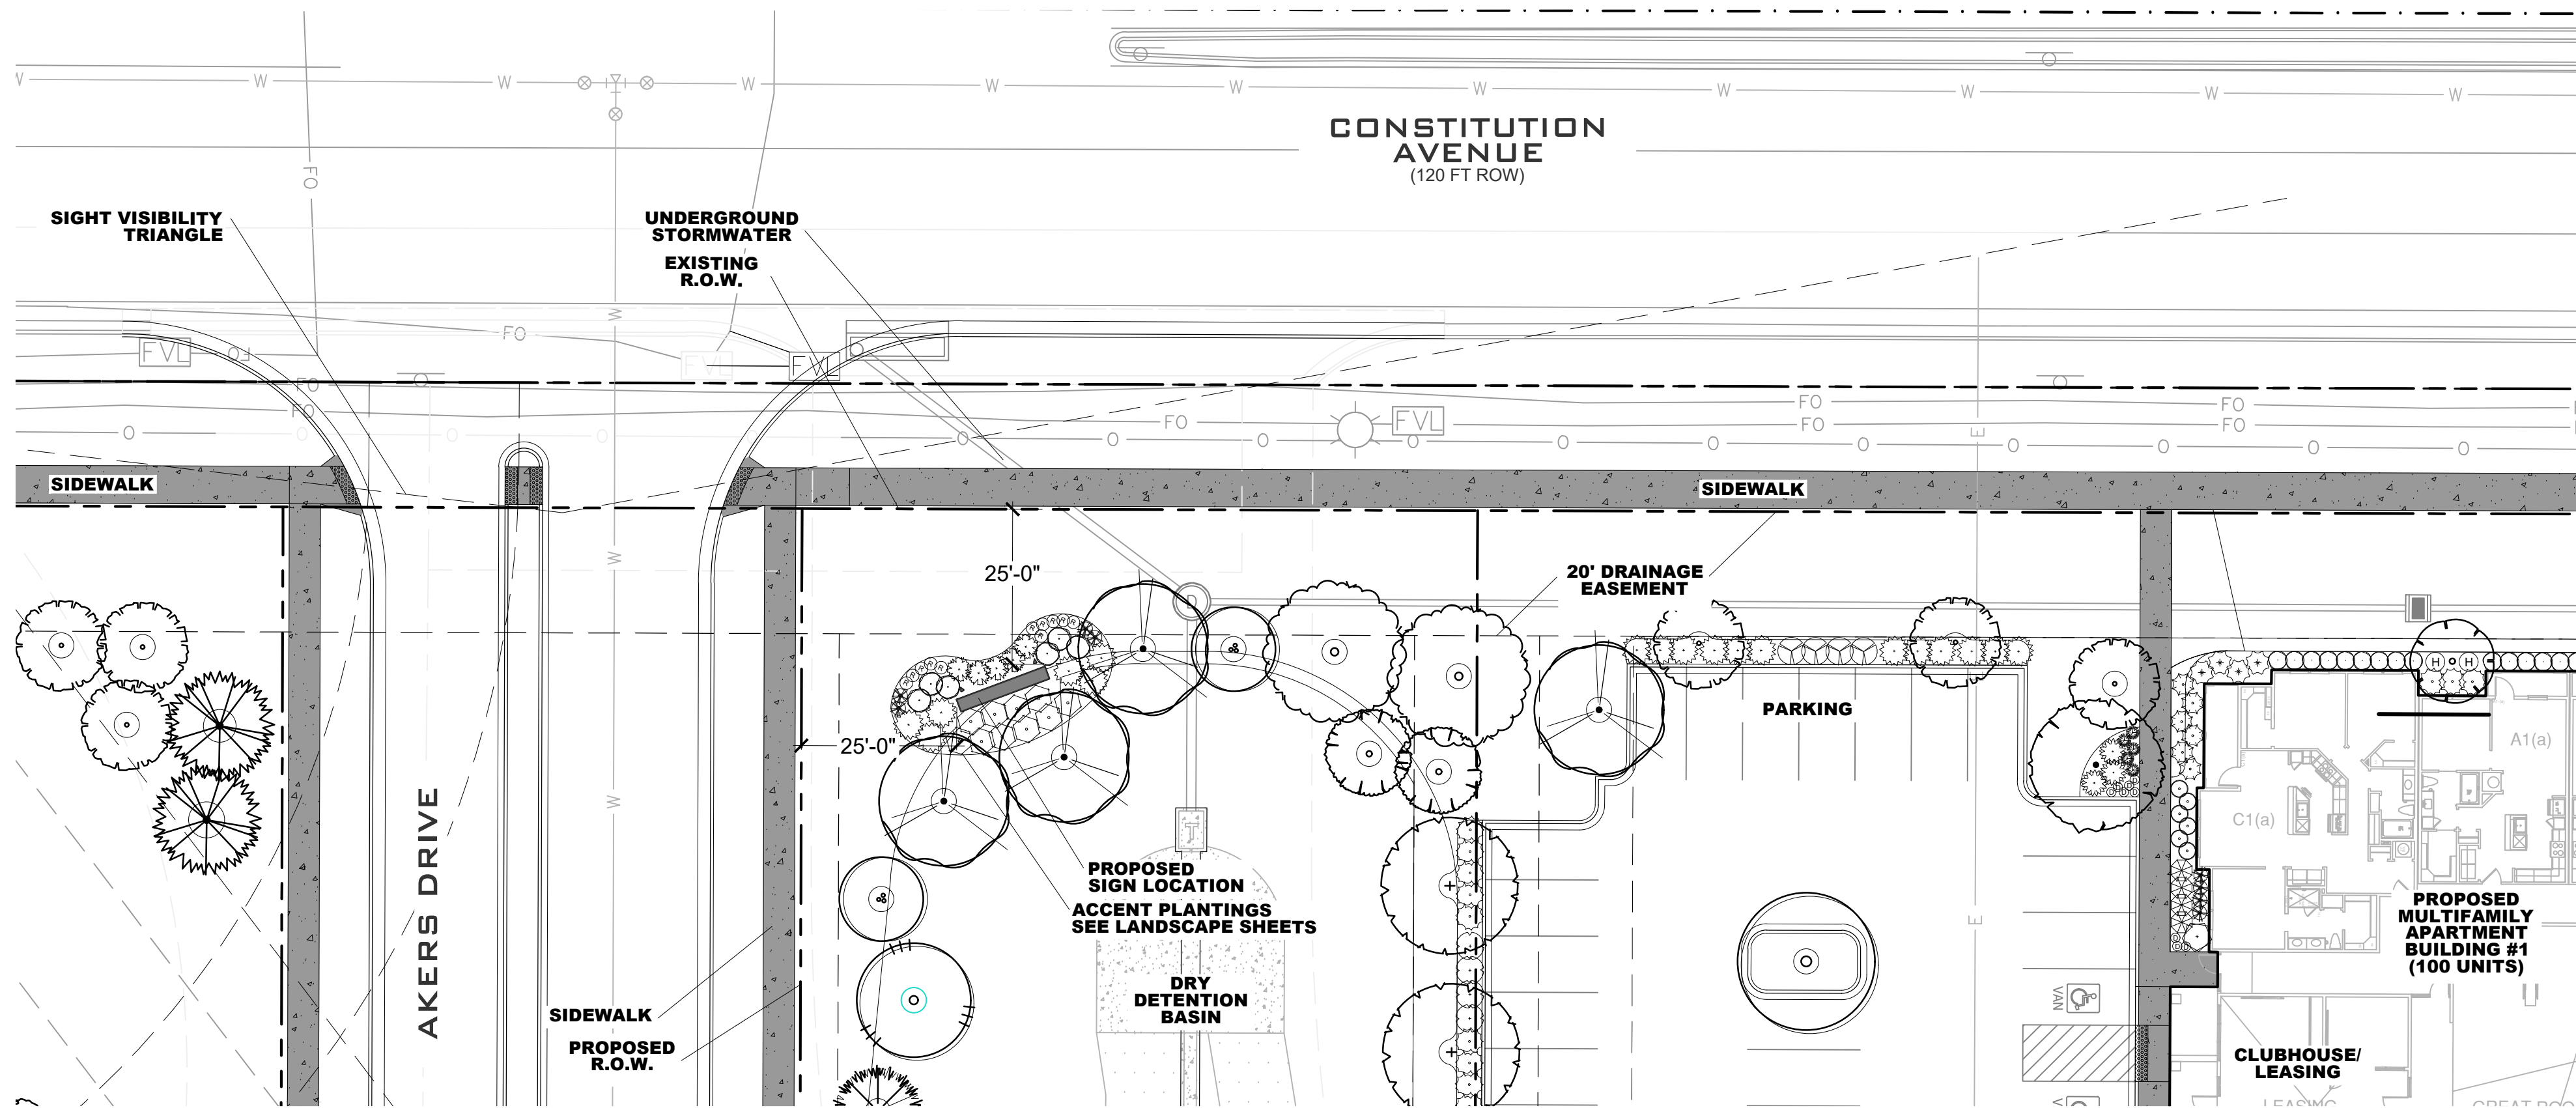 W W W W W W W W W W
CONSTITUTION
AVENUE
(120 FT ROW)
FO
SIGHT VISIBILITY
TRIANGLE
UNDERGROUND
STORMWATER
EXISTING
R.O.W.
W
FO
FVL
FO
FVL
FVL
FO
FO
FO
FO
FO
FVL
FO
FO
E
SIDEWALK
SIDEWALK
W
25'-0"
20' DRAINAGE
EASEMENT
D
H H
PARKING
25'-0"
A1(a)
W
C1(a)
AKERS DRIVE
T
PROPOSED
SIGN LOCATION
ACCENT PLANTINGS
SEE LANDSCAPE SHEETS
E
PROPOSED
MULTIFAMILY
APARTMENT
BUILDING #1
(100 UNITS)
DRY
DETENTION
BASIN
VAN
SIDEWALK
PROPOSED
R.O.W.
CLUBHOUSE/
LEASING